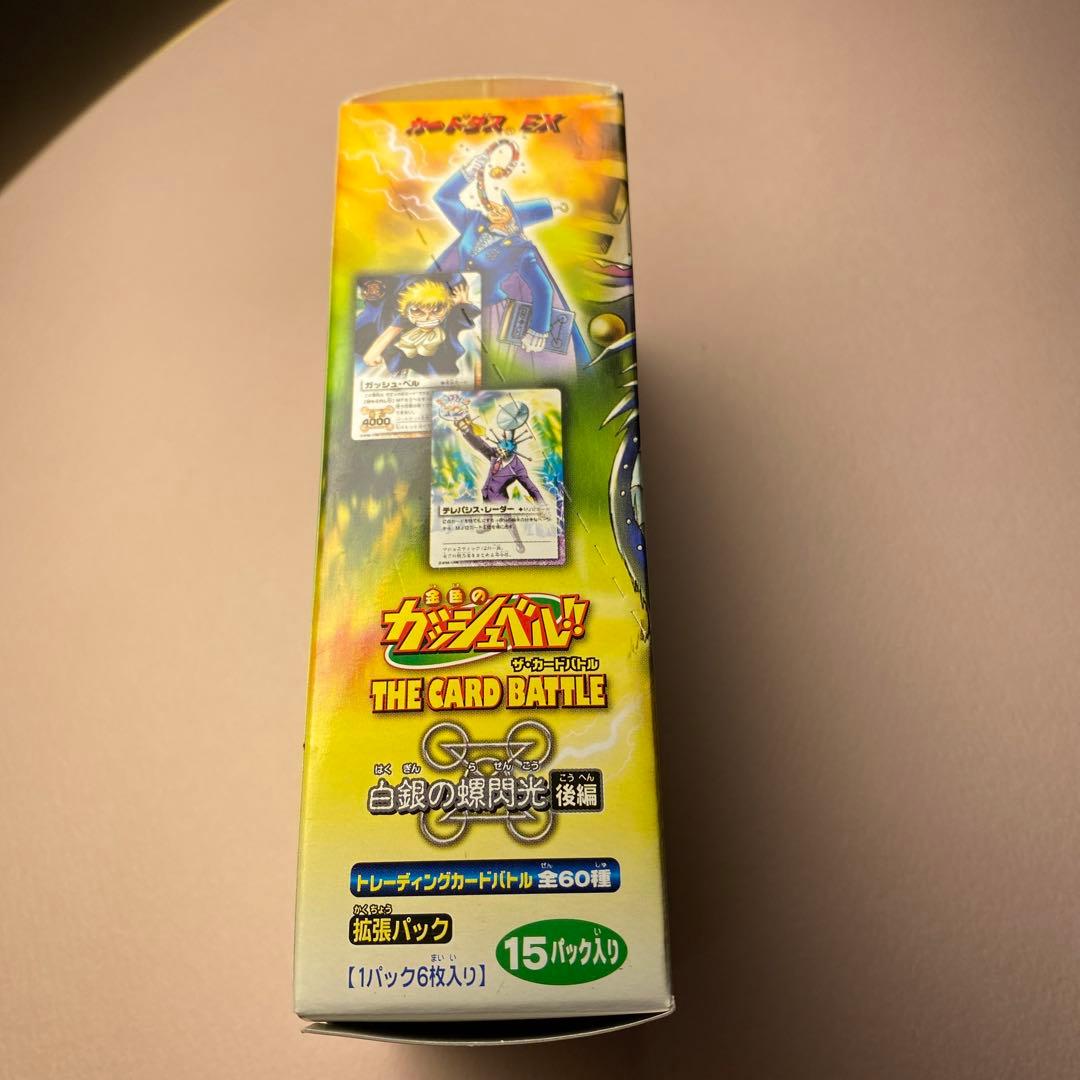 カードダス® EX
ガッシュ・ベル
4000
テレパシス・レーダー
金色の
ガッシュベル!!
ザ・カードバトル
THE CARD BATTLE
はくぎん らせんこう こうへん
白銀の螺閃光 後編
ぜん しゅ
トレーディングカードバトル 全60種
かくちょう
拡張パック
い
15パック入り
まい い
【1パック6枚入り】